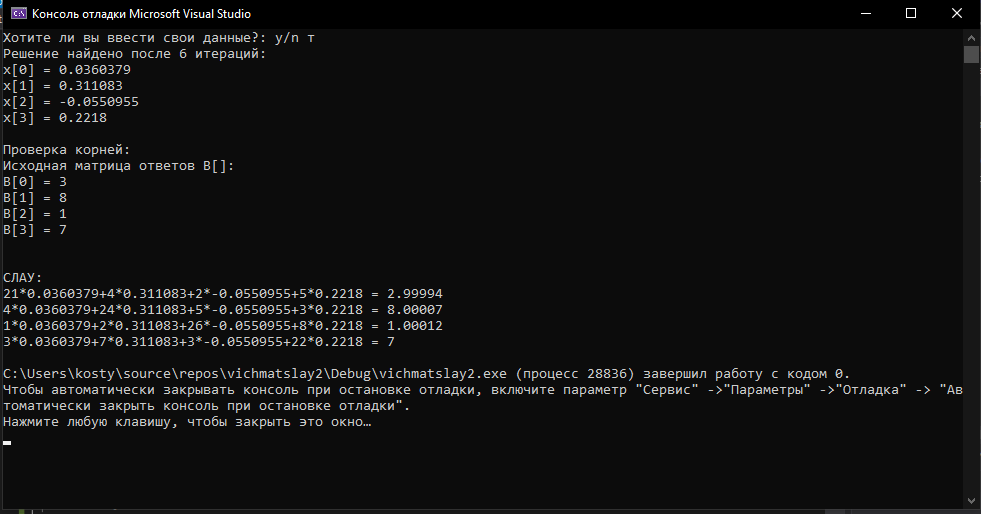 Консоль отладки Microsoft Visual Studio
Хотите ли вы ввести свои данные?: y/n т
Решение найдено после 6 итераций:
x[0] = 0.0360379
x[1] = 0.311083
x[2] = -0.0550955
x[3] = 0.2218
Проверка корней:
Исходная матрица ответов B[]:
B[0] = 3
B[1] = 8
B[2] = 1
B[3] = 7
СЛАУ:
21*0.0360379+4*0.311083+2*-0.0550955+5*0.2218 = 2.99994
4*0.0360379+24*0.311083+5*-0.0550955+3*0.2218 = 8.00007
1*0.0360379+2*0.311083+26*-0.0550955+8*0.2218 = 1.00012
3*0.0360379+7*0.311083+3*-0.0550955+22*0.2218 = 7
C:\Users\kosty\source\repos\vichmatslay2\Debug\vichmatslay2.exe (процесс 28836) завершил работу с кодом 0.
Чтобы автоматически закрывать консоль при остановке отладки, включите параметр "Сервис" ->"Параметры" ->"Отладка" -> "Ав
томатически закрыть консоль при остановке отладки".
Нажмите любую клавишу, чтобы закрыть это окно…